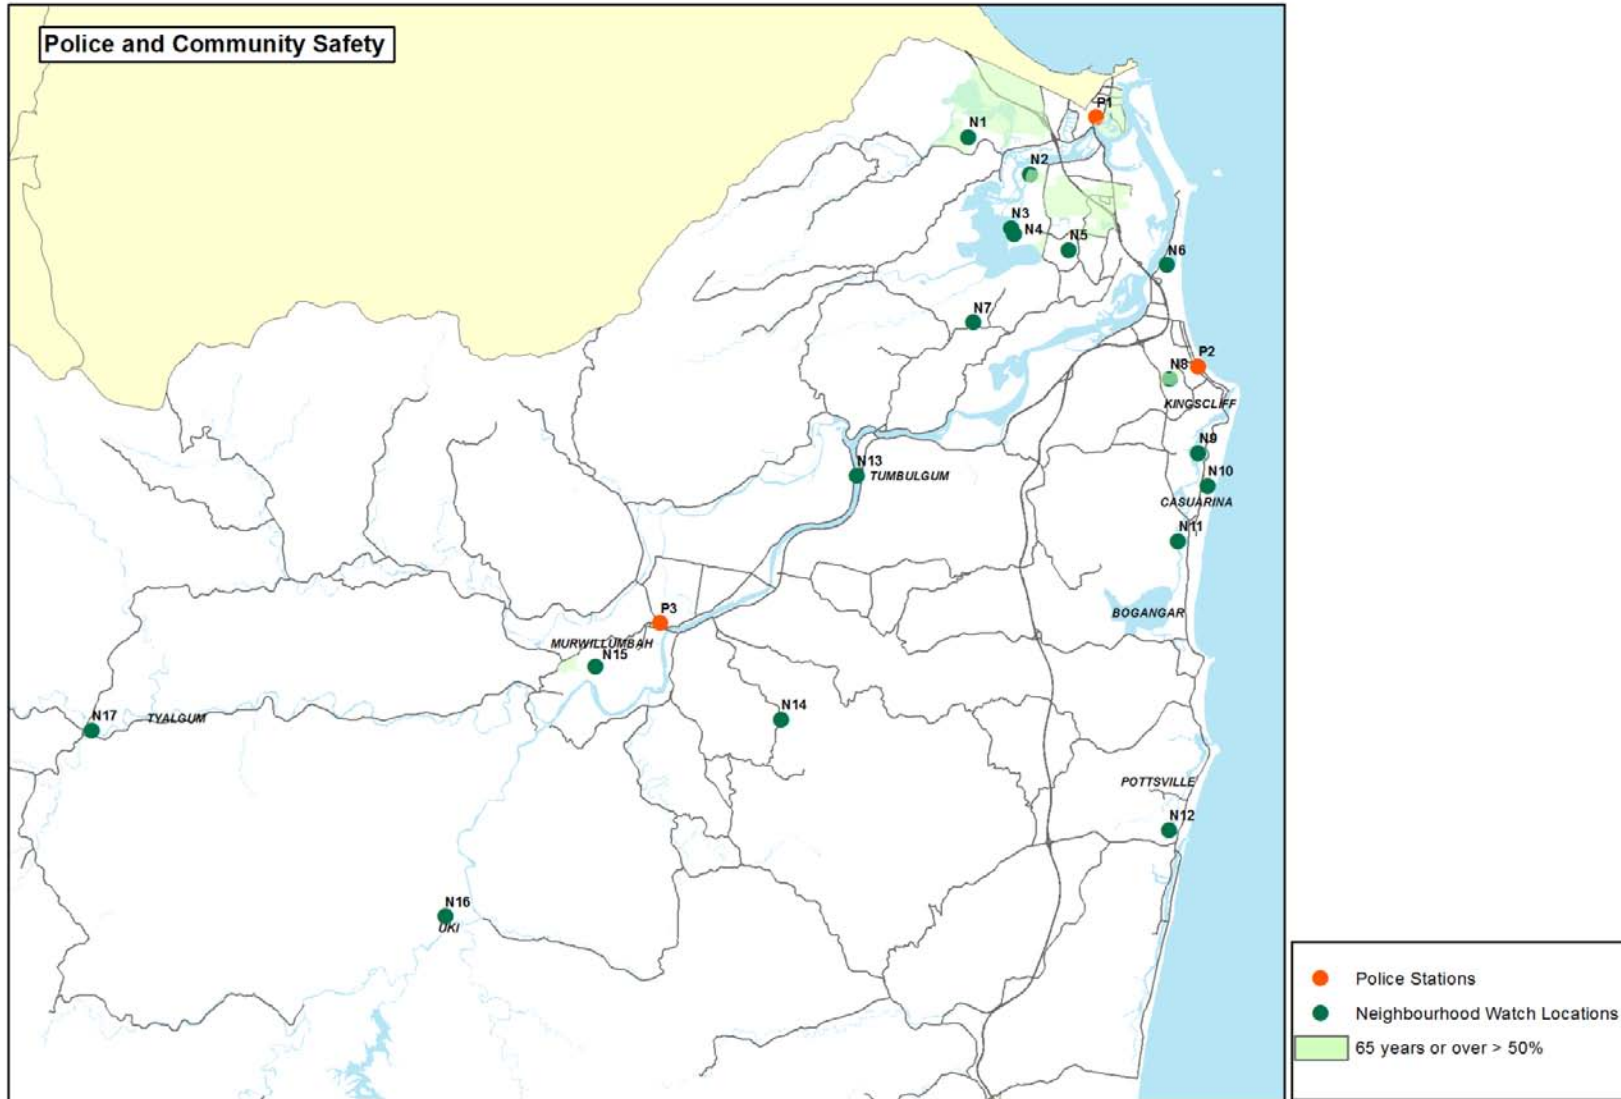 Police and Community Safety
P1
N1
N2
N3
N4
N5
N6
N7
P2
N8
KINGSCLIFF
N9
N13
TUMBULGUM
N10
CASUARINA
N11
P3
BOGANGAR
MURWILLUMBAH
N15
N14
N17
TYALGUM
POTTSVILLE
N12
N16
UKI
Police Stations
Neighbourhood Watch Locations
65 years or over > 50%